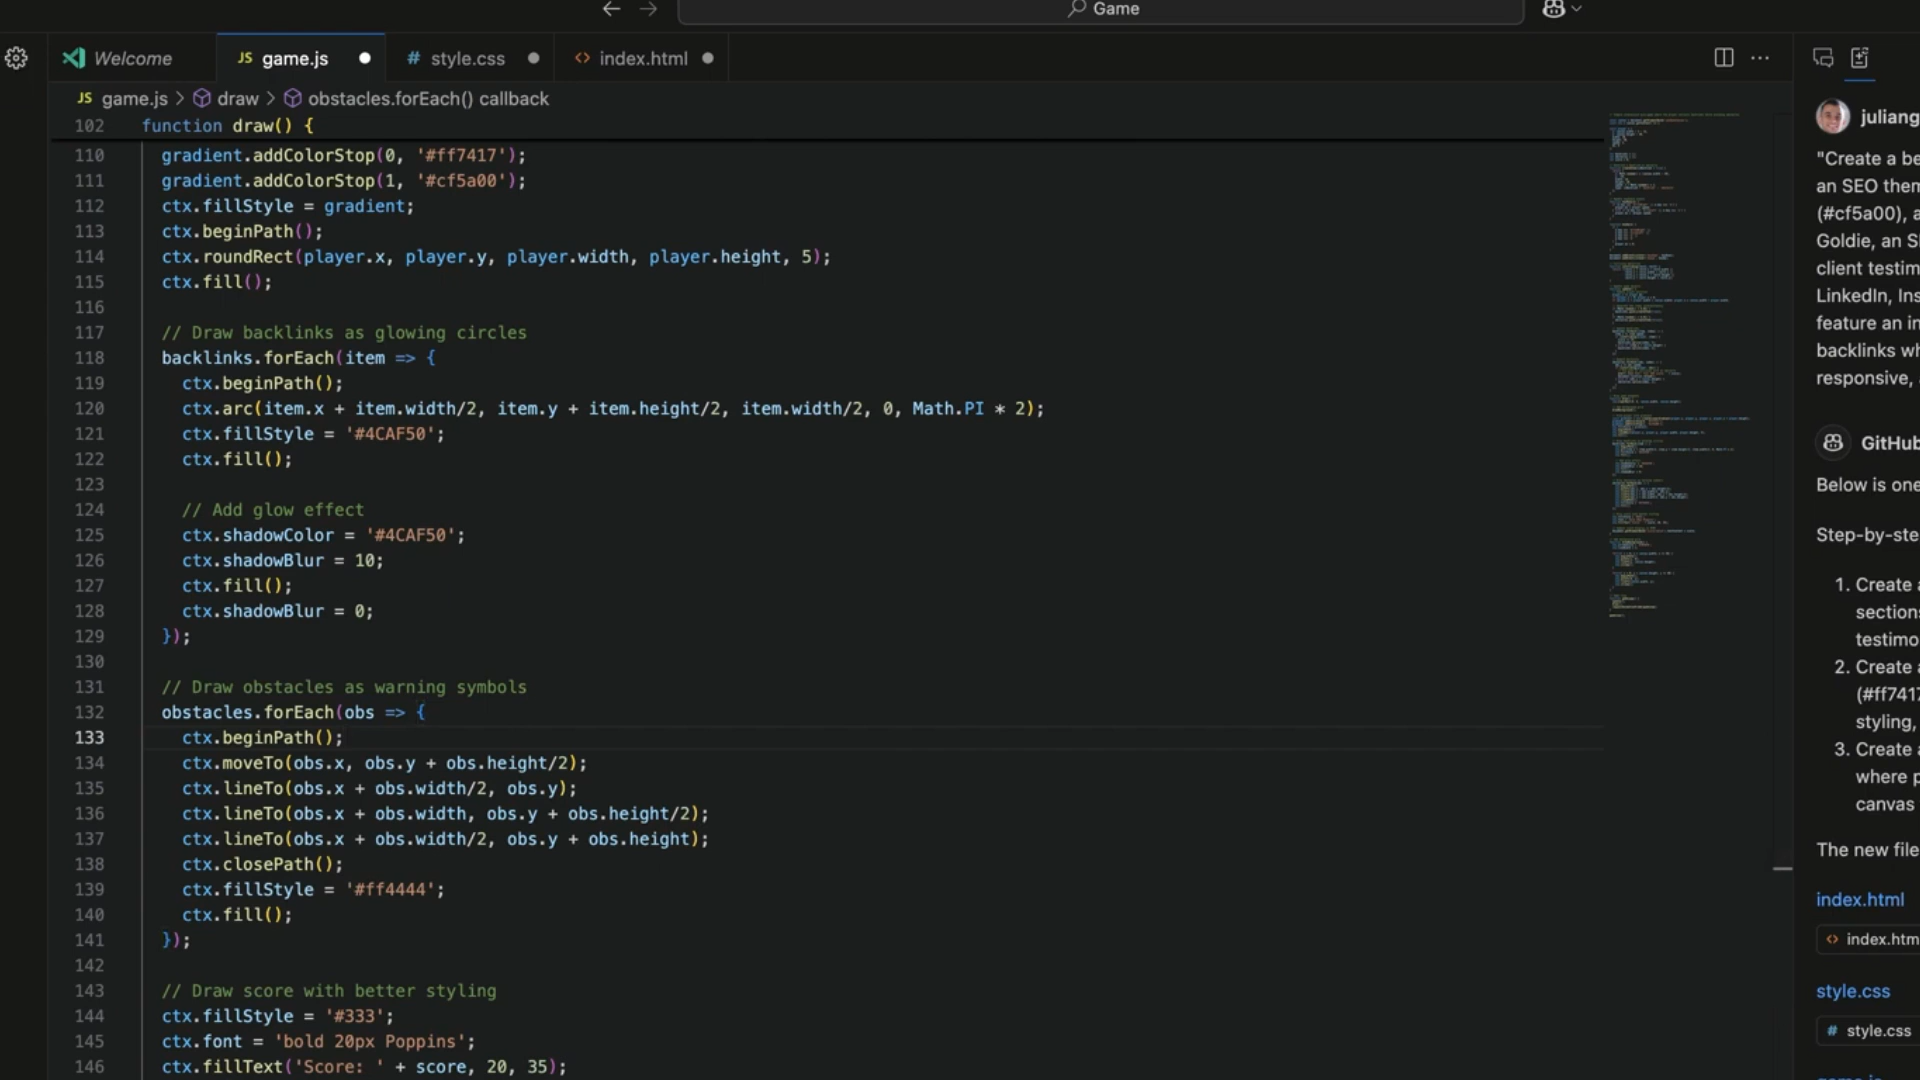 Game
Welcome
JS game.js
# style.css
<> index.html
JS game.js > draw > obstacles.forEach() callback
102 function draw() {
110 gradient.addColorStop(0, '#ff7417');
111 gradient.addColorStop(1, '#cf5a00');
112 ctx.fillStyle = gradient;
113 ctx.beginPath();
114 ctx.roundRect(player.x, player.y, player.width, player.height, 5);
115 ctx.fill();
116
117 // Draw backlinks as glowing circles
118 backlinks.forEach(item => {
119 ctx.beginPath();
120 ctx.arc(item.x + item.width/2, item.y + item.height/2, item.width/2, 0, Math.PI * 2);
121 ctx.fillStyle = '#4CAF50';
122 ctx.fill();
123
124 // Add glow effect
125 ctx.shadowColor = '#4CAF50';
126 ctx.shadowBlur = 10;
127 ctx.fill();
128 ctx.shadowBlur = 0;
129 });
130
131 // Draw obstacles as warning symbols
132 obstacles.forEach(obs => {
133 ctx.beginPath();
134 ctx.moveTo(obs.x, obs.y + obs.height/2);
135 ctx.lineTo(obs.x + obs.width/2, obs.y);
136 ctx.lineTo(obs.x + obs.width, obs.y + obs.height/2);
137 ctx.lineTo(obs.x + obs.width/2, obs.y + obs.height);
138 ctx.closePath();
139 ctx.fillStyle = '#ff4444';
140 ctx.fill();
141 });
142
143 // Draw score with better styling
144 ctx.fillStyle = '#333';
145 ctx.font = 'bold 20px Poppins';
146 ctx.fillText('Score: ' + score, 20, 35);
juliang
"Create a be
an SEO them
(#cf5a00), a
Goldie, an S
client testim
LinkedIn, Ins
feature an in
backlinks wh
responsive,
GitHub
Below is one
Step-by-ste
1. Create a
sections
testimo
2. Create a
(#ff7417
styling,
3. Create a
where p
canvas
The new file
index.html
<> index.htm
style.css
# style.css